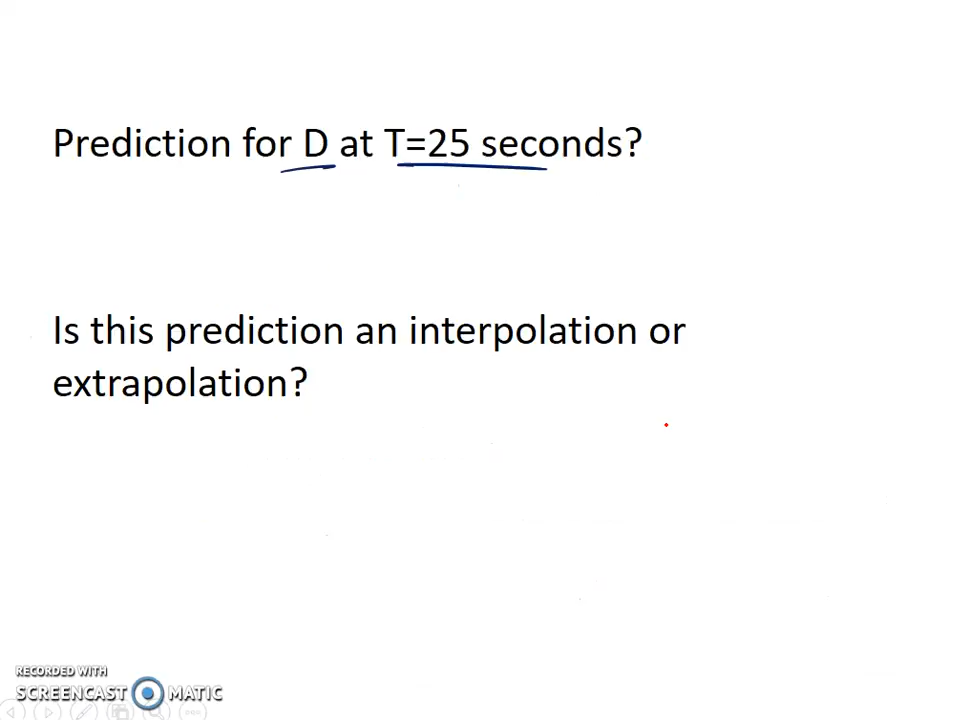 Prediction for D at T=25 seconds?
Is this prediction an interpolation or
extrapolation?
RECORDED WITH
SCREENCAST MATIC